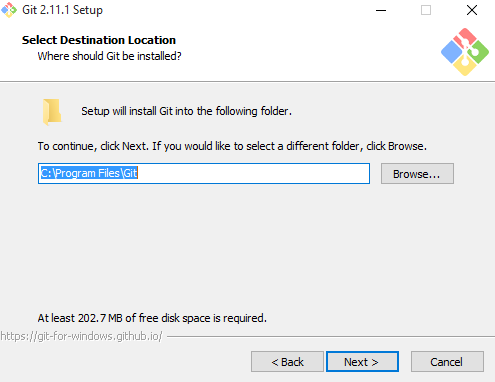 Git 2.11.1 Setup
Select Destination Location
Where should Git be installed?
Setup will install Git into the following folder.
To continue, click Next. If you would like to select a different folder, click Browse.
C:\Program Files\Git
Browse...
At least 202.7 MB of free disk space is required.
https://git-for-windows.github.io/
< Back
Next >
Cancel